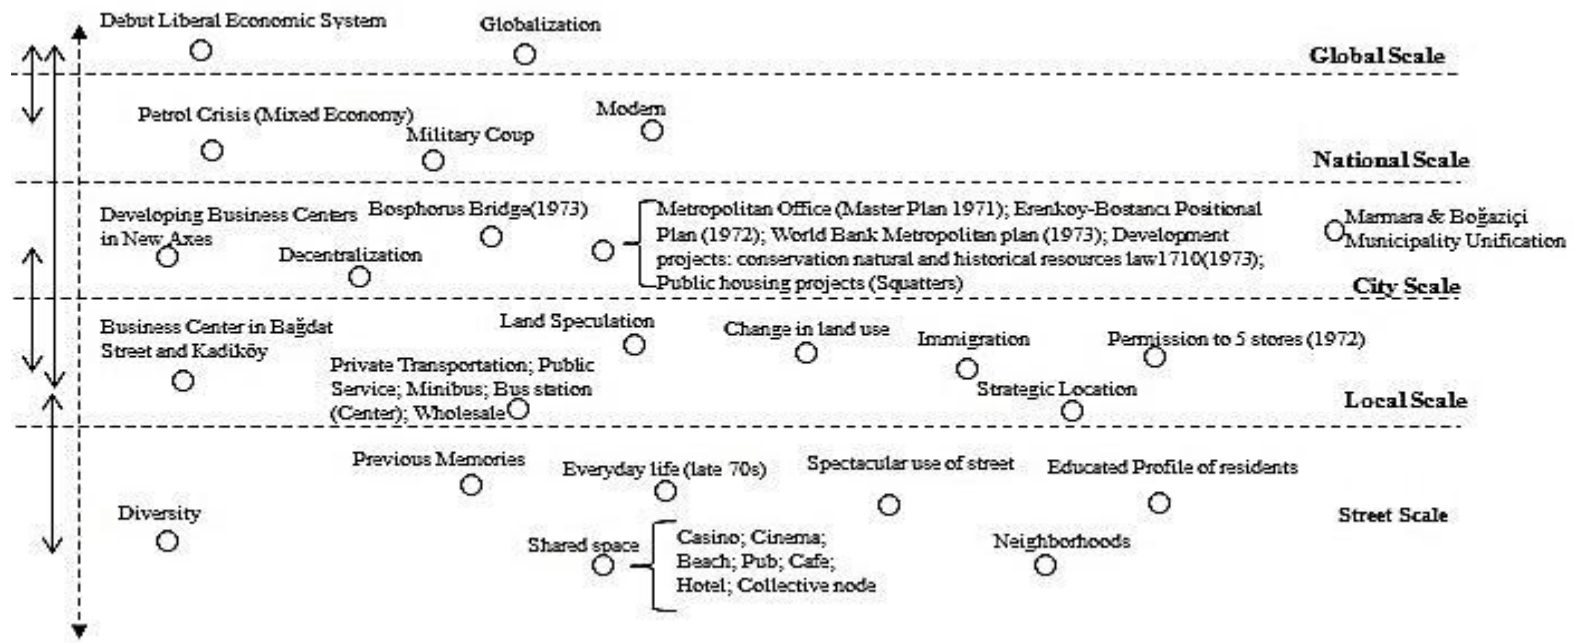 Debut Liberal Economic System
Globalization
Global Scale
Petrol Crisis (Mixed Economy)
Military Coup
Modern
National Scale
Developing Business Centers
in New Axes
Decentralization
Bosphorus Bridge(1973)
Metropolitan Office (Master Plan 1971); Erenkoy-Bostancı Positional
Plan (1972); World Bank Metropolitan plan (1973); Development
projects: conservation natural and historical resources law1710(1973);
Public housing projects (Squatters)
Marmara & Boğaziçi
Municipality Unification
City Scale
Business Center in Bağdat
Street and Kadiköy
Private Transportation; Public
Service; Minibus; Bus station
(Center); Wholesale
Land Speculation
Change in land use
Immigration
Strategic Location
Permission to 5 stores (1972)
Local Scale
Diversity
Previous Memories
Everyday life (late 70s)
Shared space
Casino; Cinema;
Beach; Pub; Cafe;
Hotel; Collective node
Spectacular use of street
Neighborhoods
Educated Profile of residents
Street Scale